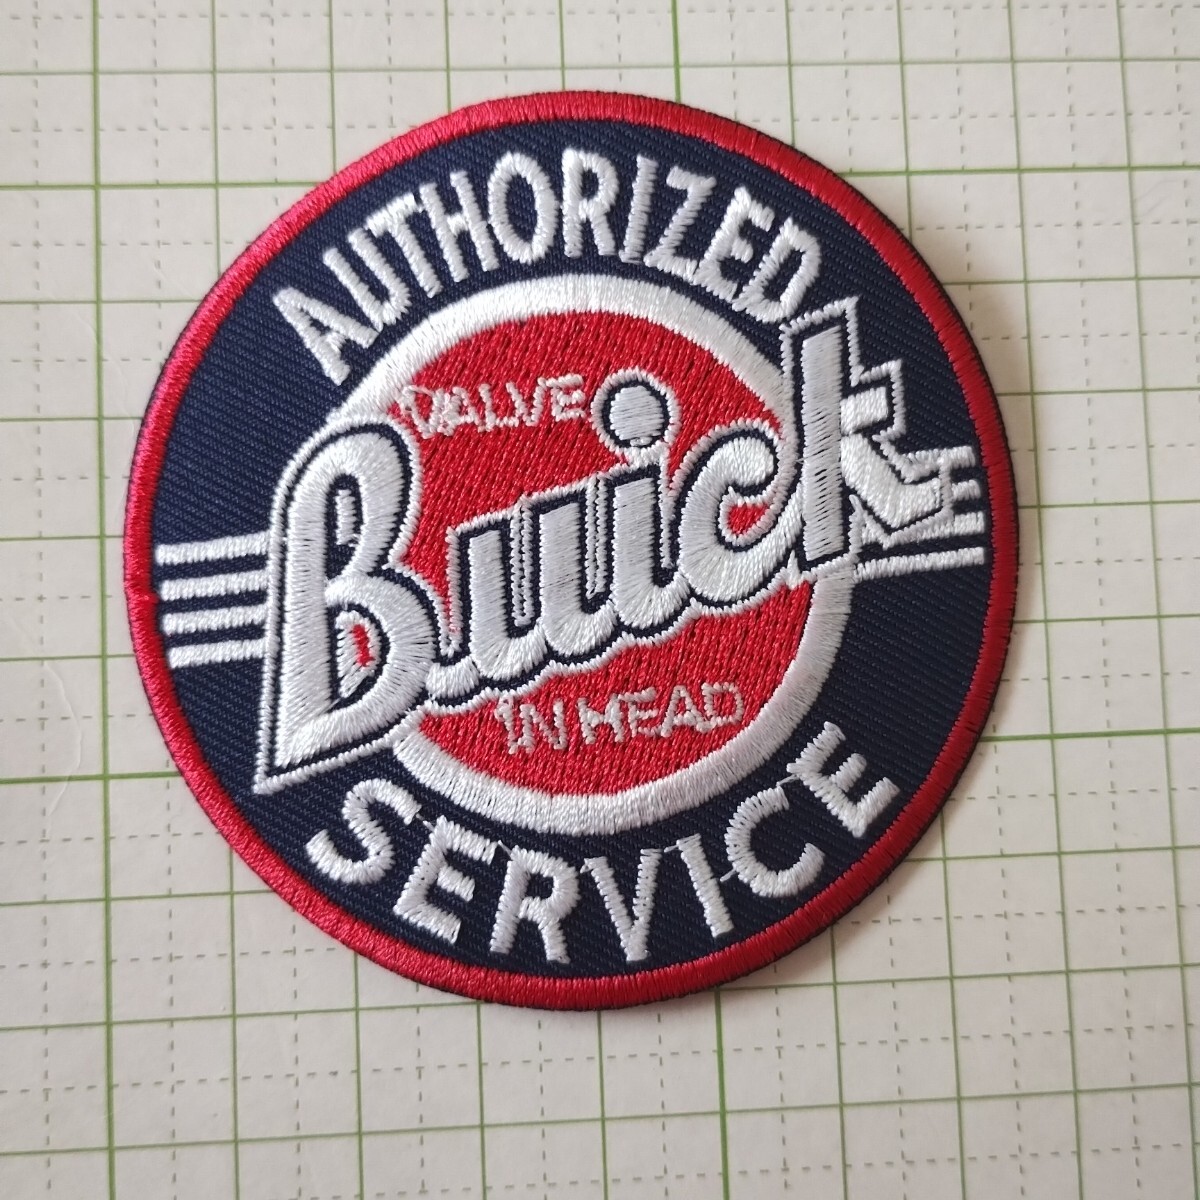 AUTHORIZED
VALVE
Buick
IN HEAD
SERVICE